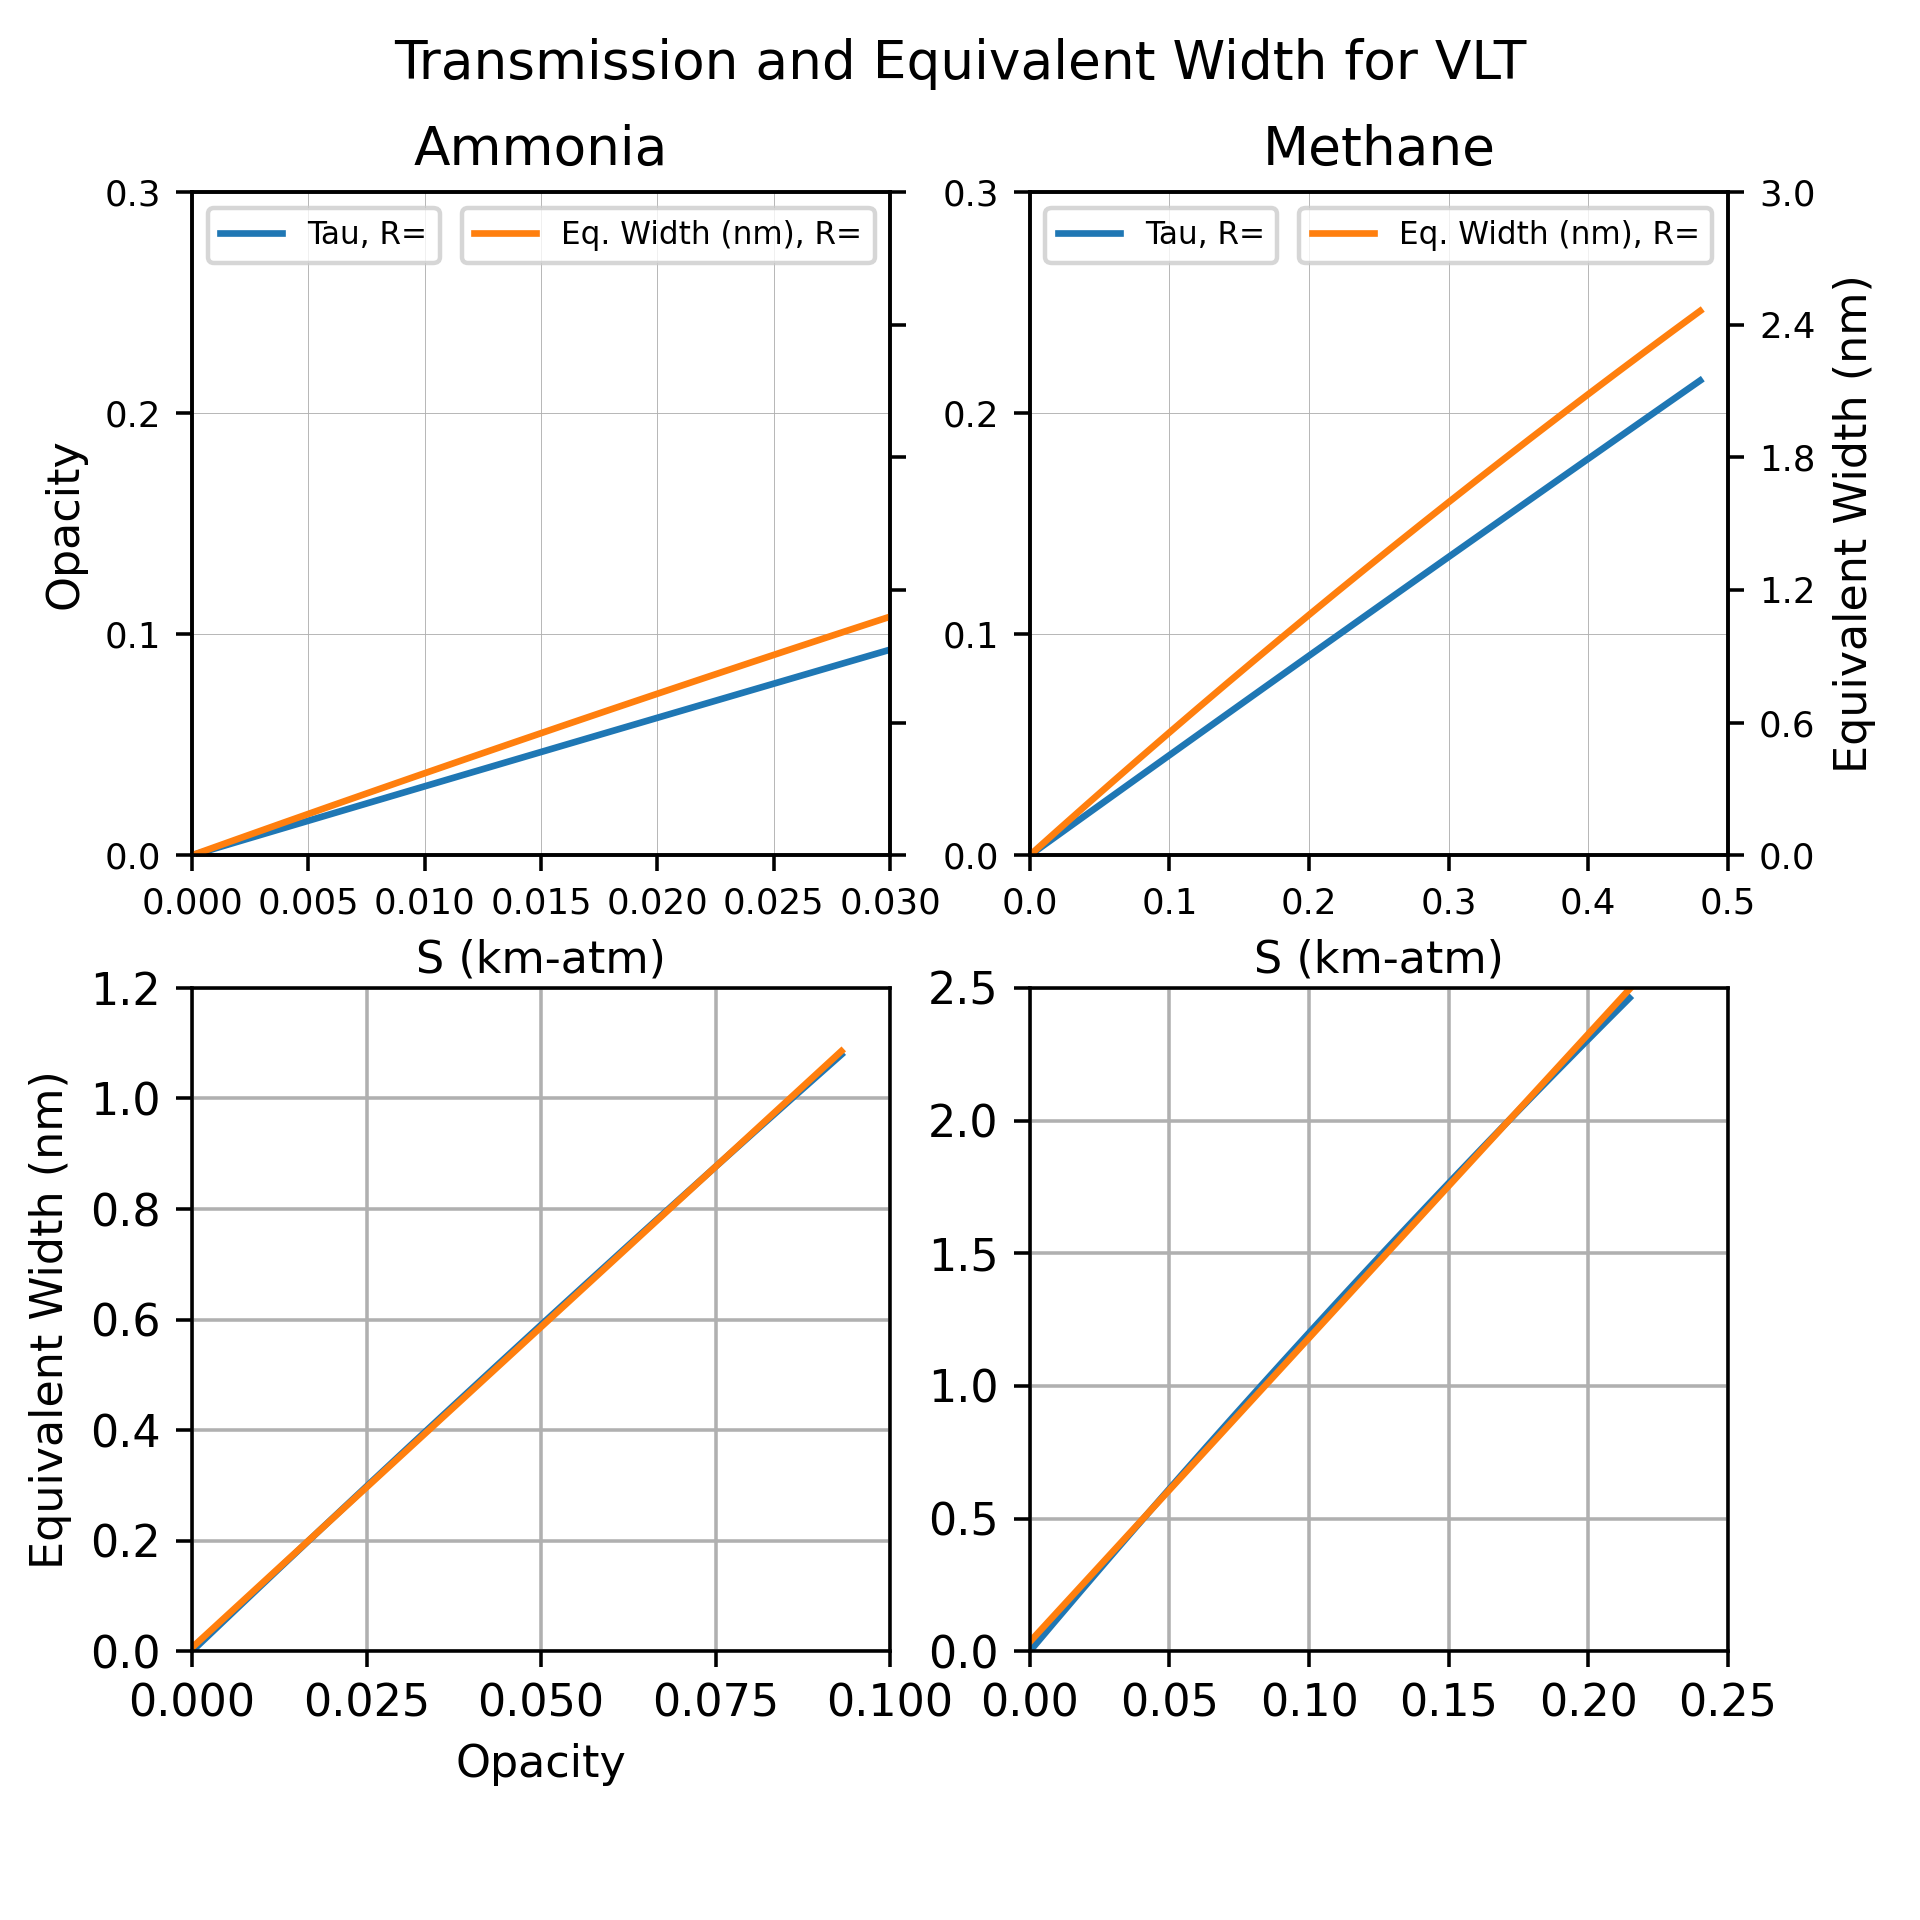 Transmission and Equivalent Width for VLT
Ammonia
Methane
0.3
0.2
0.1
0.0
Opacity
Tau, R=
Eq. Width (nm), R=
0.000 0.005 0.010 0.015 0.020 0.025 0.030
S (km-atm)
0.3
0.2
0.1
0.0
Tau, R=
Eq. Width (nm), R=
3.0
2.4
1.8
1.2
0.6
0.0
Equivalent Width (nm)
0.0 0.1 0.2 0.3 0.4 0.5
S (km-atm)
1.2
1.0
0.8
0.6
0.4
0.2
0.0
Equivalent Width (nm)
0.000 0.025 0.050 0.075 0.100
Opacity
2.5
2.0
1.5
1.0
0.5
0.0
0.00 0.05 0.10 0.15 0.20 0.25